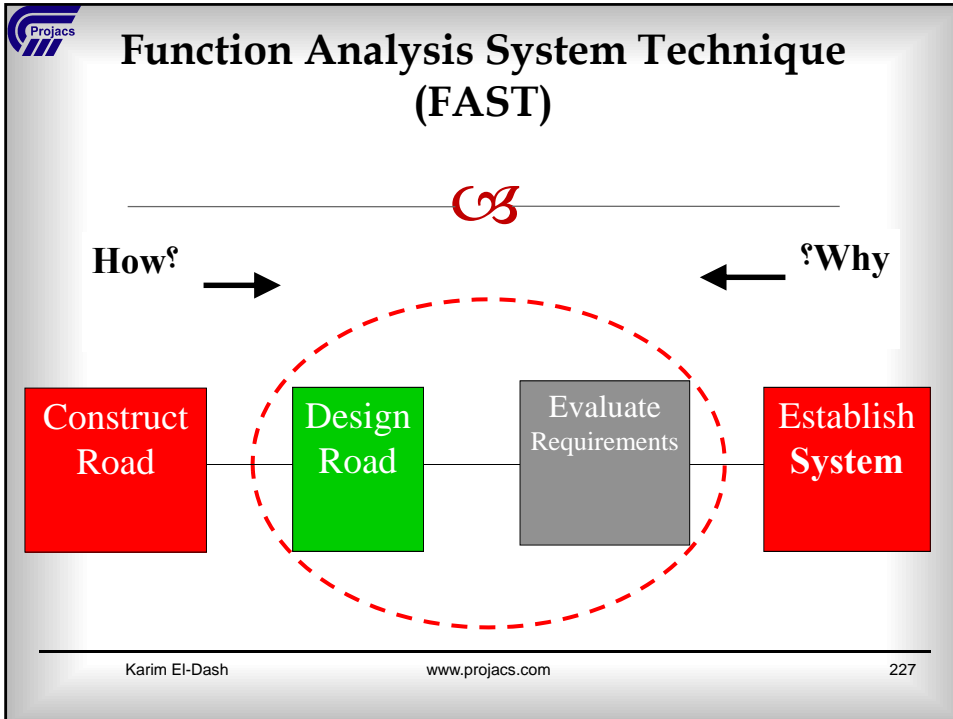 Projacs
Function Analysis System Technique
(FAST)
How؟
؟Why
Construct
Road
Design
Road
Evaluate
Requirements
Establish
System
Karim El-Dash www.projacs.com 227